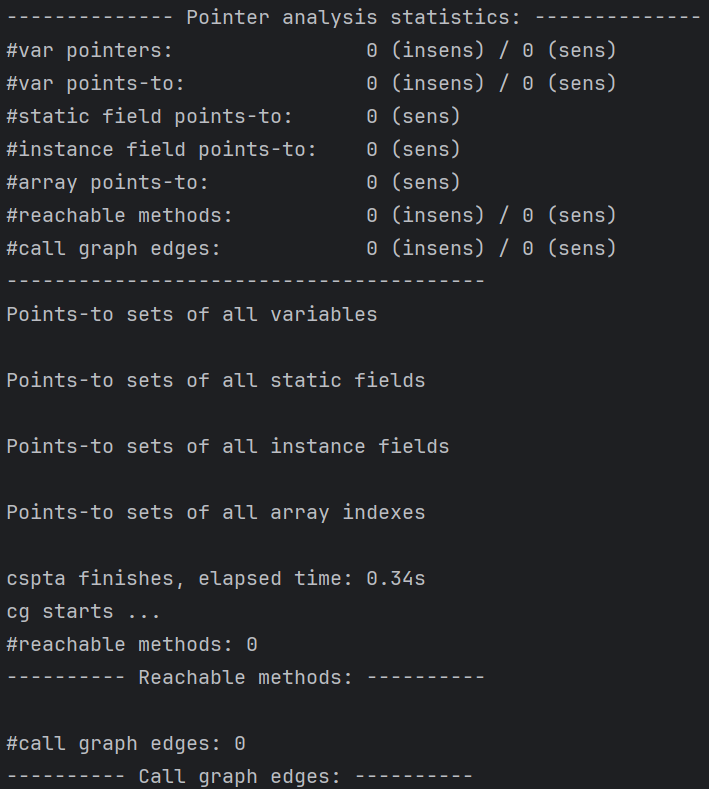 -------------- Pointer analysis statistics: --------------
#var pointers:                0 (insens) / 0 (sens)
#var points-to:               0 (insens) / 0 (sens)
#static field points-to:      0 (sens)
#instance field points-to:    0 (sens)
#array points-to:             0 (sens)
#reachable methods:           0 (insens) / 0 (sens)
#call graph edges:            0 (insens) / 0 (sens)
----------------------------------------
Points-to sets of all variables
Points-to sets of all static fields
Points-to sets of all instance fields
Points-to sets of all array indexes
cspta finishes, elapsed time: 0.34s
cg starts ...
#reachable methods: 0
---------- Reachable methods: ----------
#call graph edges: 0
---------- Call graph edges: ----------